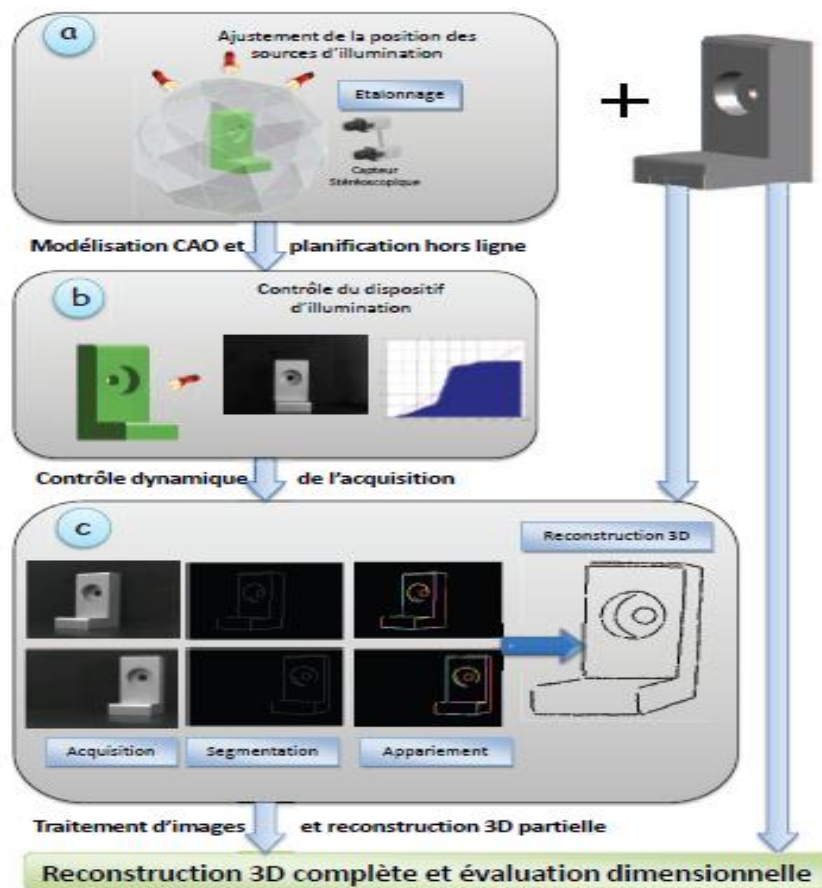 a
Ajustement de la position des
sources d'illumination
Etalonnage
+
Capteur
Stéréoscopique
Modélisation CAO et planification hors ligne
b
Contrôle du dispositif
d'illumination
Contrôle dynamique de l'acquisition
c
Reconstruction 3D
Acquisition
Segmentation
Appariement
Traitement d'images et reconstruction 3D partielle
Reconstruction 3D complète et évaluation dimensionnelle